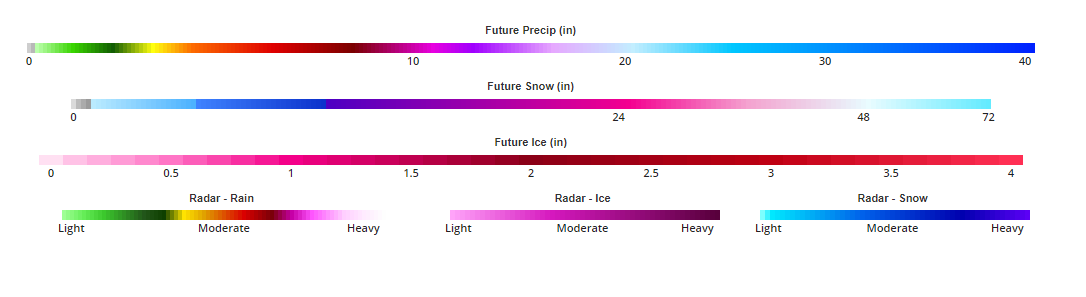 Future Precip (in)
0 10 20 30 40
Future Snow (in)
0 24 48 72
Future Ice (in)
0 0.5 1 1.5 2 2.5 3 3.5 4
Radar - Rain Radar - Ice Radar - Snow
Light Moderate Heavy Light Moderate Heavy Light Moderate Heavy